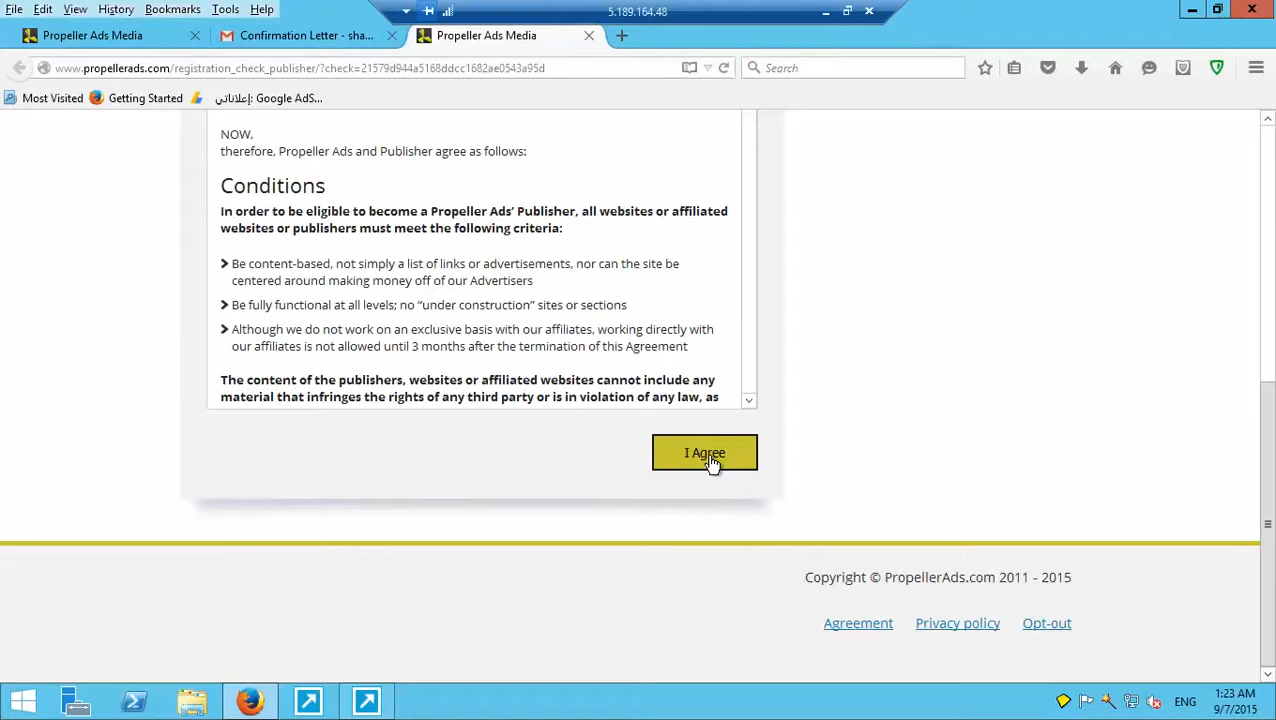 File Edit View History Bookmarks Tools Help
5.189.164.48
Propeller Ads Media
Confirmation Letter - sha...
Propeller Ads Media
www.propellerads.com/registration_check_publisher/?check=21579d944a5168ddcc1682ae0543a95d
Search
Most Visited
Getting Started
إعلاناتي: Google AdS...
NOW,
therefore, Propeller Ads and Publisher agree as follows:
Conditions
In order to be eligible to become a Propeller Ads’ Publisher, all websites or affiliated
websites or publishers must meet the following criteria:
Be content-based, not simply a list of links or advertisements, nor can the site be
centered around making money off of our Advertisers
Be fully functional at all levels; no “under construction” sites or sections
Although we do not work on an exclusive basis with our affiliates, working directly with
our affiliates is not allowed until 3 months after the termination of this Agreement
The content of the publishers, websites or affiliated websites cannot include any
material that infringes the rights of any third party or is in violation of any law, as
I Agree
Copyright © PropellerAds.com 2011 - 2015
Agreement Privacy policy Opt-out
ENG
1:23 AM
9/7/2015